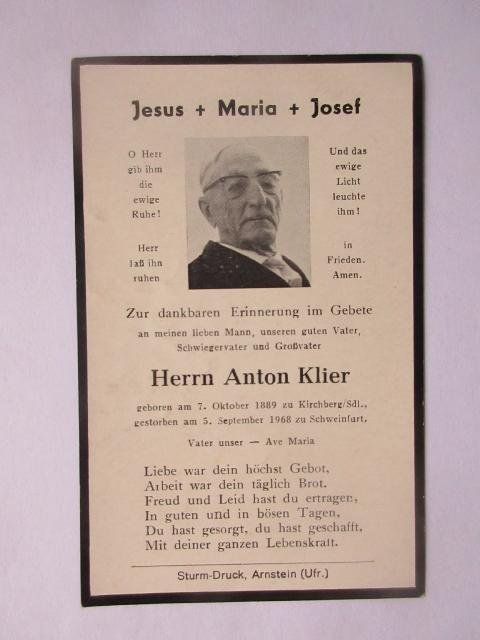 Jesus + Maria + Josef
O Herr
gib ihm
die
ewige
Ruhe!
Herr
laß ihn
ruhen
Und das
ewige
Licht
leuchte
ihm!
in
Frieden.
Amen.
Zur dankbaren Erinnerung im Gebete
an meinen lieben Mann, unseren guten Vater,
Schwiegervater und Großvater
Herrn Anton Klier
geboren am 7. Oktober 1889 zu Kirchberg/Sdl.,
gestorben am 5. September 1968 zu Schweinfurt.
Vater unser — Ave Maria
Liebe war dein höchst Gebot,
Arbeit war dein täglich Brot.
Freud und Leid hast du ertragen,
In guten und in bösen Tagen,
Du hast gesorgt, du hast geschafft,
Mit deiner ganzen Lebenskraft.
Sturm-Druck, Arnstein (Ufr.)